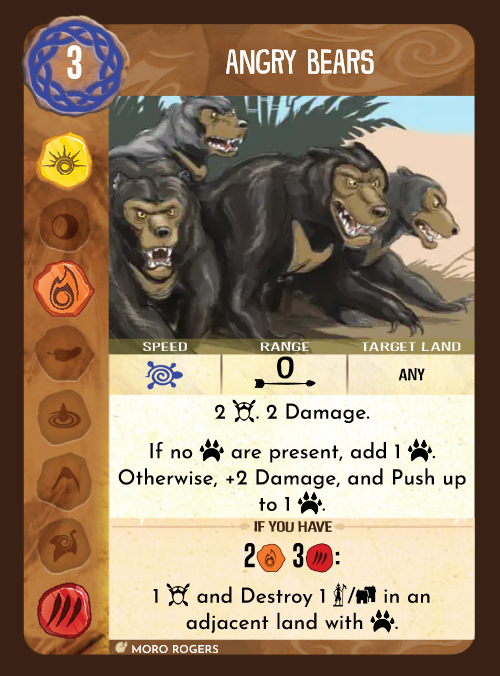 3
ANGRY BEARS
SPEED RANGE TARGET LAND
0 ANY
2 . 2 Damage.
If no are present, add 1 .
Otherwise, +2 Damage, and Push up
to 1 .
IF YOU HAVE
2 3 :
1 and Destroy 1 / in an
adjacent land with .
MORO ROGERS